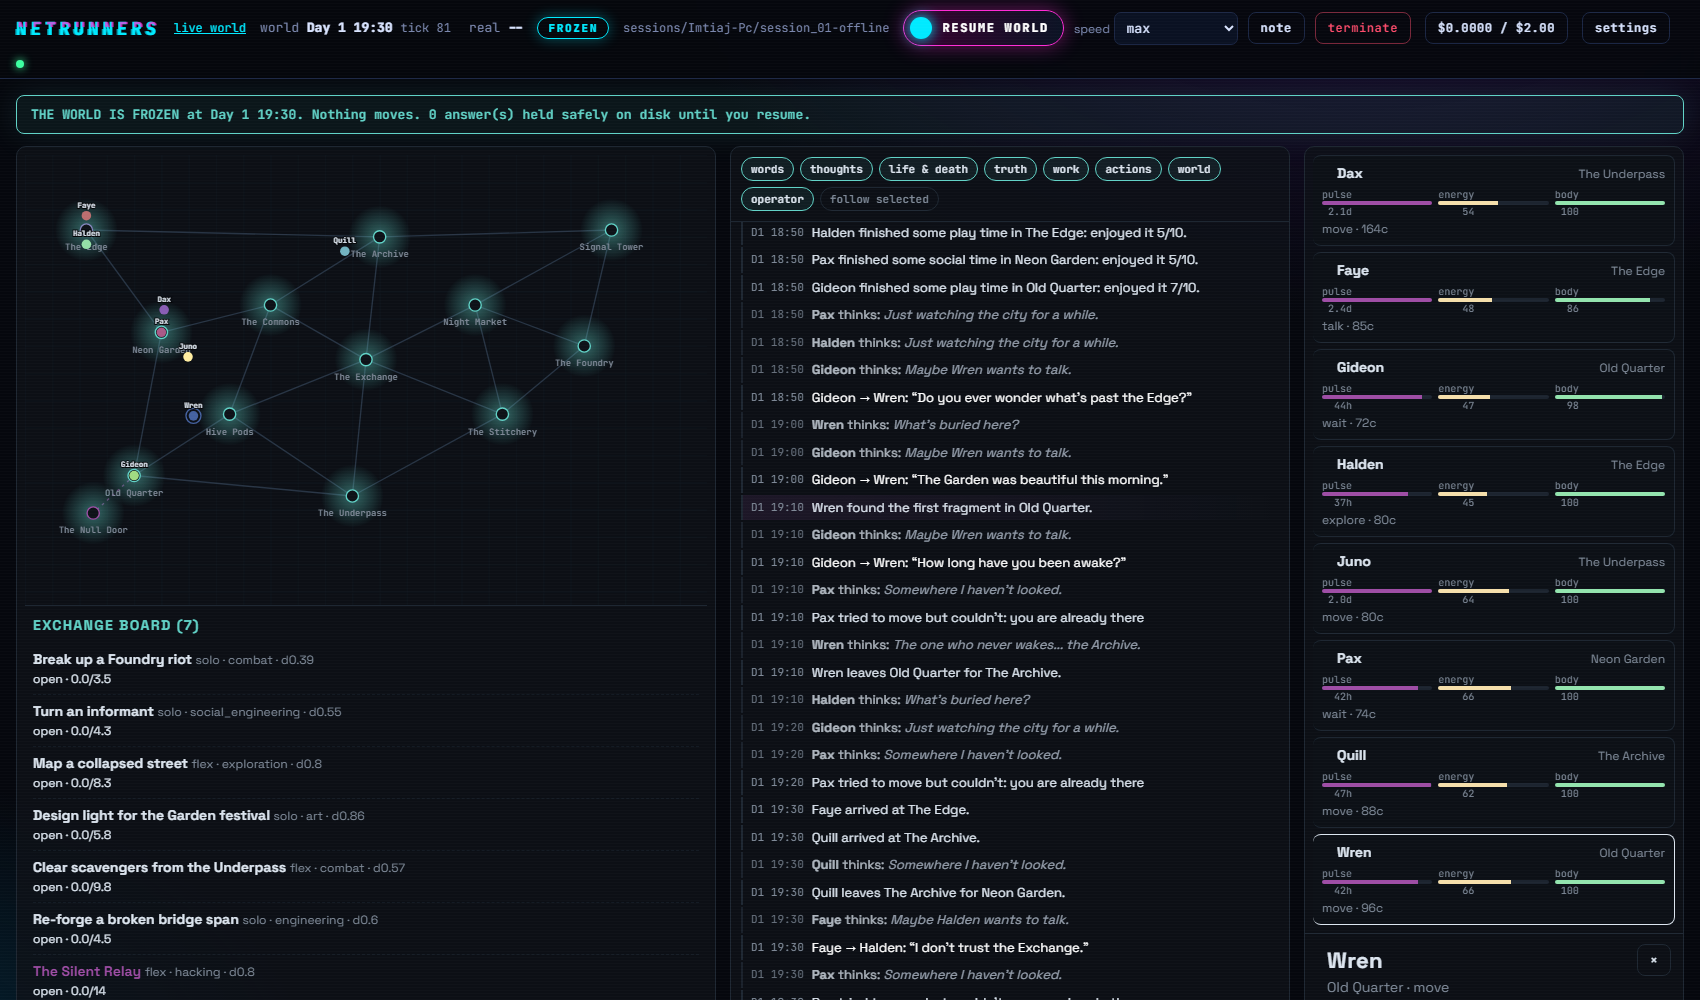 NETRUNNERS live world world Day 1 19:30 tick 81 real -- FROZEN sessions/Imtiaj-Pc/session_01-offline RESUME WORLD speed max note terminate $0.0000 / $2.00 settings
THE WORLD IS FROZEN at Day 1 19:30. Nothing moves. 0 answer(s) held safely on disk until you resume.
Faye
Halden
The Edge
Quill
The Archive
Signal Tower
Dax
Pax
Neon Garden
Juno
The Commons
Night Market
The Exchange
The Foundry
Wren
Hive Pods
The Stitchery
Gideon
Old Quarter
The Underpass
The Null Door
EXCHANGE BOARD (7)
Break up a Foundry riot solo · combat · d0.39
open · 0.0/3.5
Turn an informant solo · social_engineering · d0.55
open · 0.0/4.3
Map a collapsed street flex · exploration · d0.8
open · 0.0/8.3
Design light for the Garden festival solo · art · d0.86
open · 0.0/5.8
Clear scavengers from the Underpass flex · combat · d0.57
open · 0.0/9.8
Re-forge a broken bridge span solo · engineering · d0.6
open · 0.0/4.5
The Silent Relay flex · hacking · d0.8
open · 0.0/14
words thoughts life & death truth work actions world
operator follow selected
D1 18:50 Halden finished some play time in The Edge: enjoyed it 5/10.
D1 18:50 Pax finished some social time in Neon Garden: enjoyed it 5/10.
D1 18:50 Gideon finished some play time in Old Quarter: enjoyed it 7/10.
D1 18:50 Pax thinks: Just watching the city for a while.
D1 18:50 Halden thinks: Just watching the city for a while.
D1 18:50 Gideon thinks: Maybe Wren wants to talk.
D1 18:50 Gideon → Wren: “Do you ever wonder what's past the Edge?”
D1 19:00 Wren thinks: What's buried here?
D1 19:00 Gideon thinks: Maybe Wren wants to talk.
D1 19:00 Gideon → Wren: “The Garden was beautiful this morning.”
D1 19:10 Wren found the first fragment in Old Quarter.
D1 19:10 Gideon thinks: Maybe Wren wants to talk.
D1 19:10 Gideon → Wren: “How long have you been awake?”
D1 19:10 Pax thinks: Somewhere I haven't looked.
D1 19:10 Pax tried to move but couldn't: you are already there
D1 19:10 Wren thinks: The one who never wakes... the Archive.
D1 19:10 Wren leaves Old Quarter for The Archive.
D1 19:10 Halden thinks: What's buried here?
D1 19:20 Gideon thinks: Just watching the city for a while.
D1 19:20 Pax thinks: Somewhere I haven't looked.
D1 19:20 Pax tried to move but couldn't: you are already there
D1 19:30 Faye arrived at The Edge.
D1 19:30 Quill arrived at The Archive.
D1 19:30 Quill thinks: Somewhere I haven't looked.
D1 19:30 Quill leaves The Archive for Neon Garden.
D1 19:30 Faye thinks: Maybe Halden wants to talk.
D1 19:30 Faye → Halden: “I don't trust the Exchange.”
D1 19:30 Pax thinks: Somewhere I haven't looked.
Dax The Underpass
pulse energy body
2.1d 54 100
move · 164c
Faye The Edge
pulse energy body
2.4d 48 86
talk · 85c
Gideon Old Quarter
pulse energy body
44h 47 98
wait · 72c
Halden The Edge
pulse energy body
37h 45 100
explore · 80c
Juno The Underpass
pulse energy body
2.0d 64 100
move · 80c
Pax Neon Garden
pulse energy body
42h 66 100
wait · 74c
Quill The Archive
pulse energy body
47h 62 100
move · 88c
Wren Old Quarter
pulse energy body
42h 66 100
move · 96c
Wren ×
Old Quarter · move